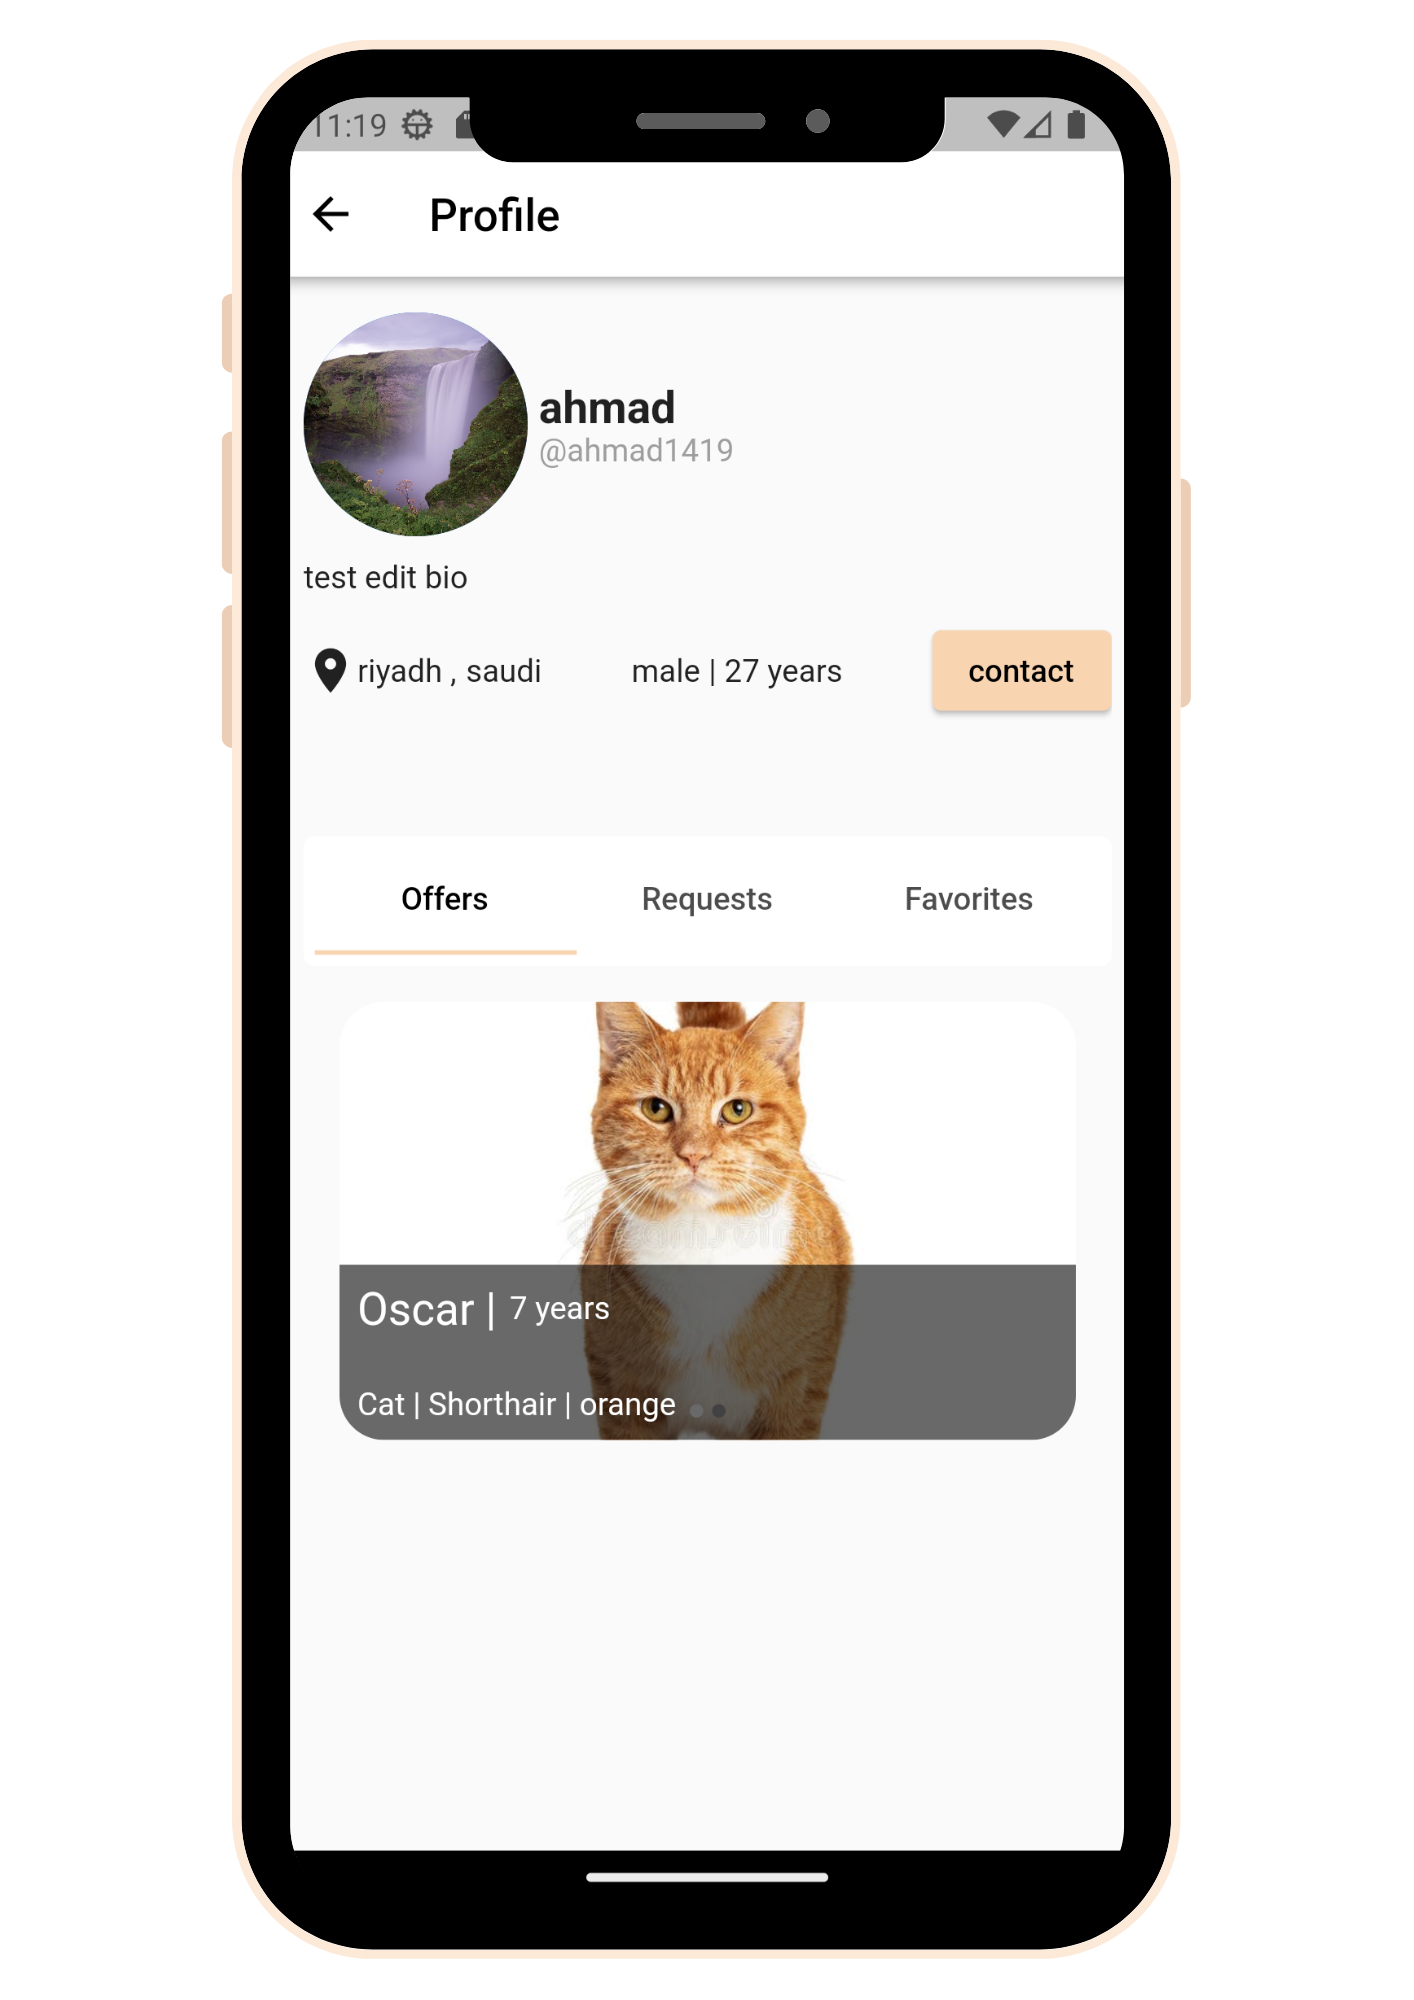 11:19
Profile
ahmad
@ahmad1419
test edit bio
riyadh , saudi male | 27 years contact
Offers Requests Favorites
Oscar | 7 years
Cat | Shorthair | orange